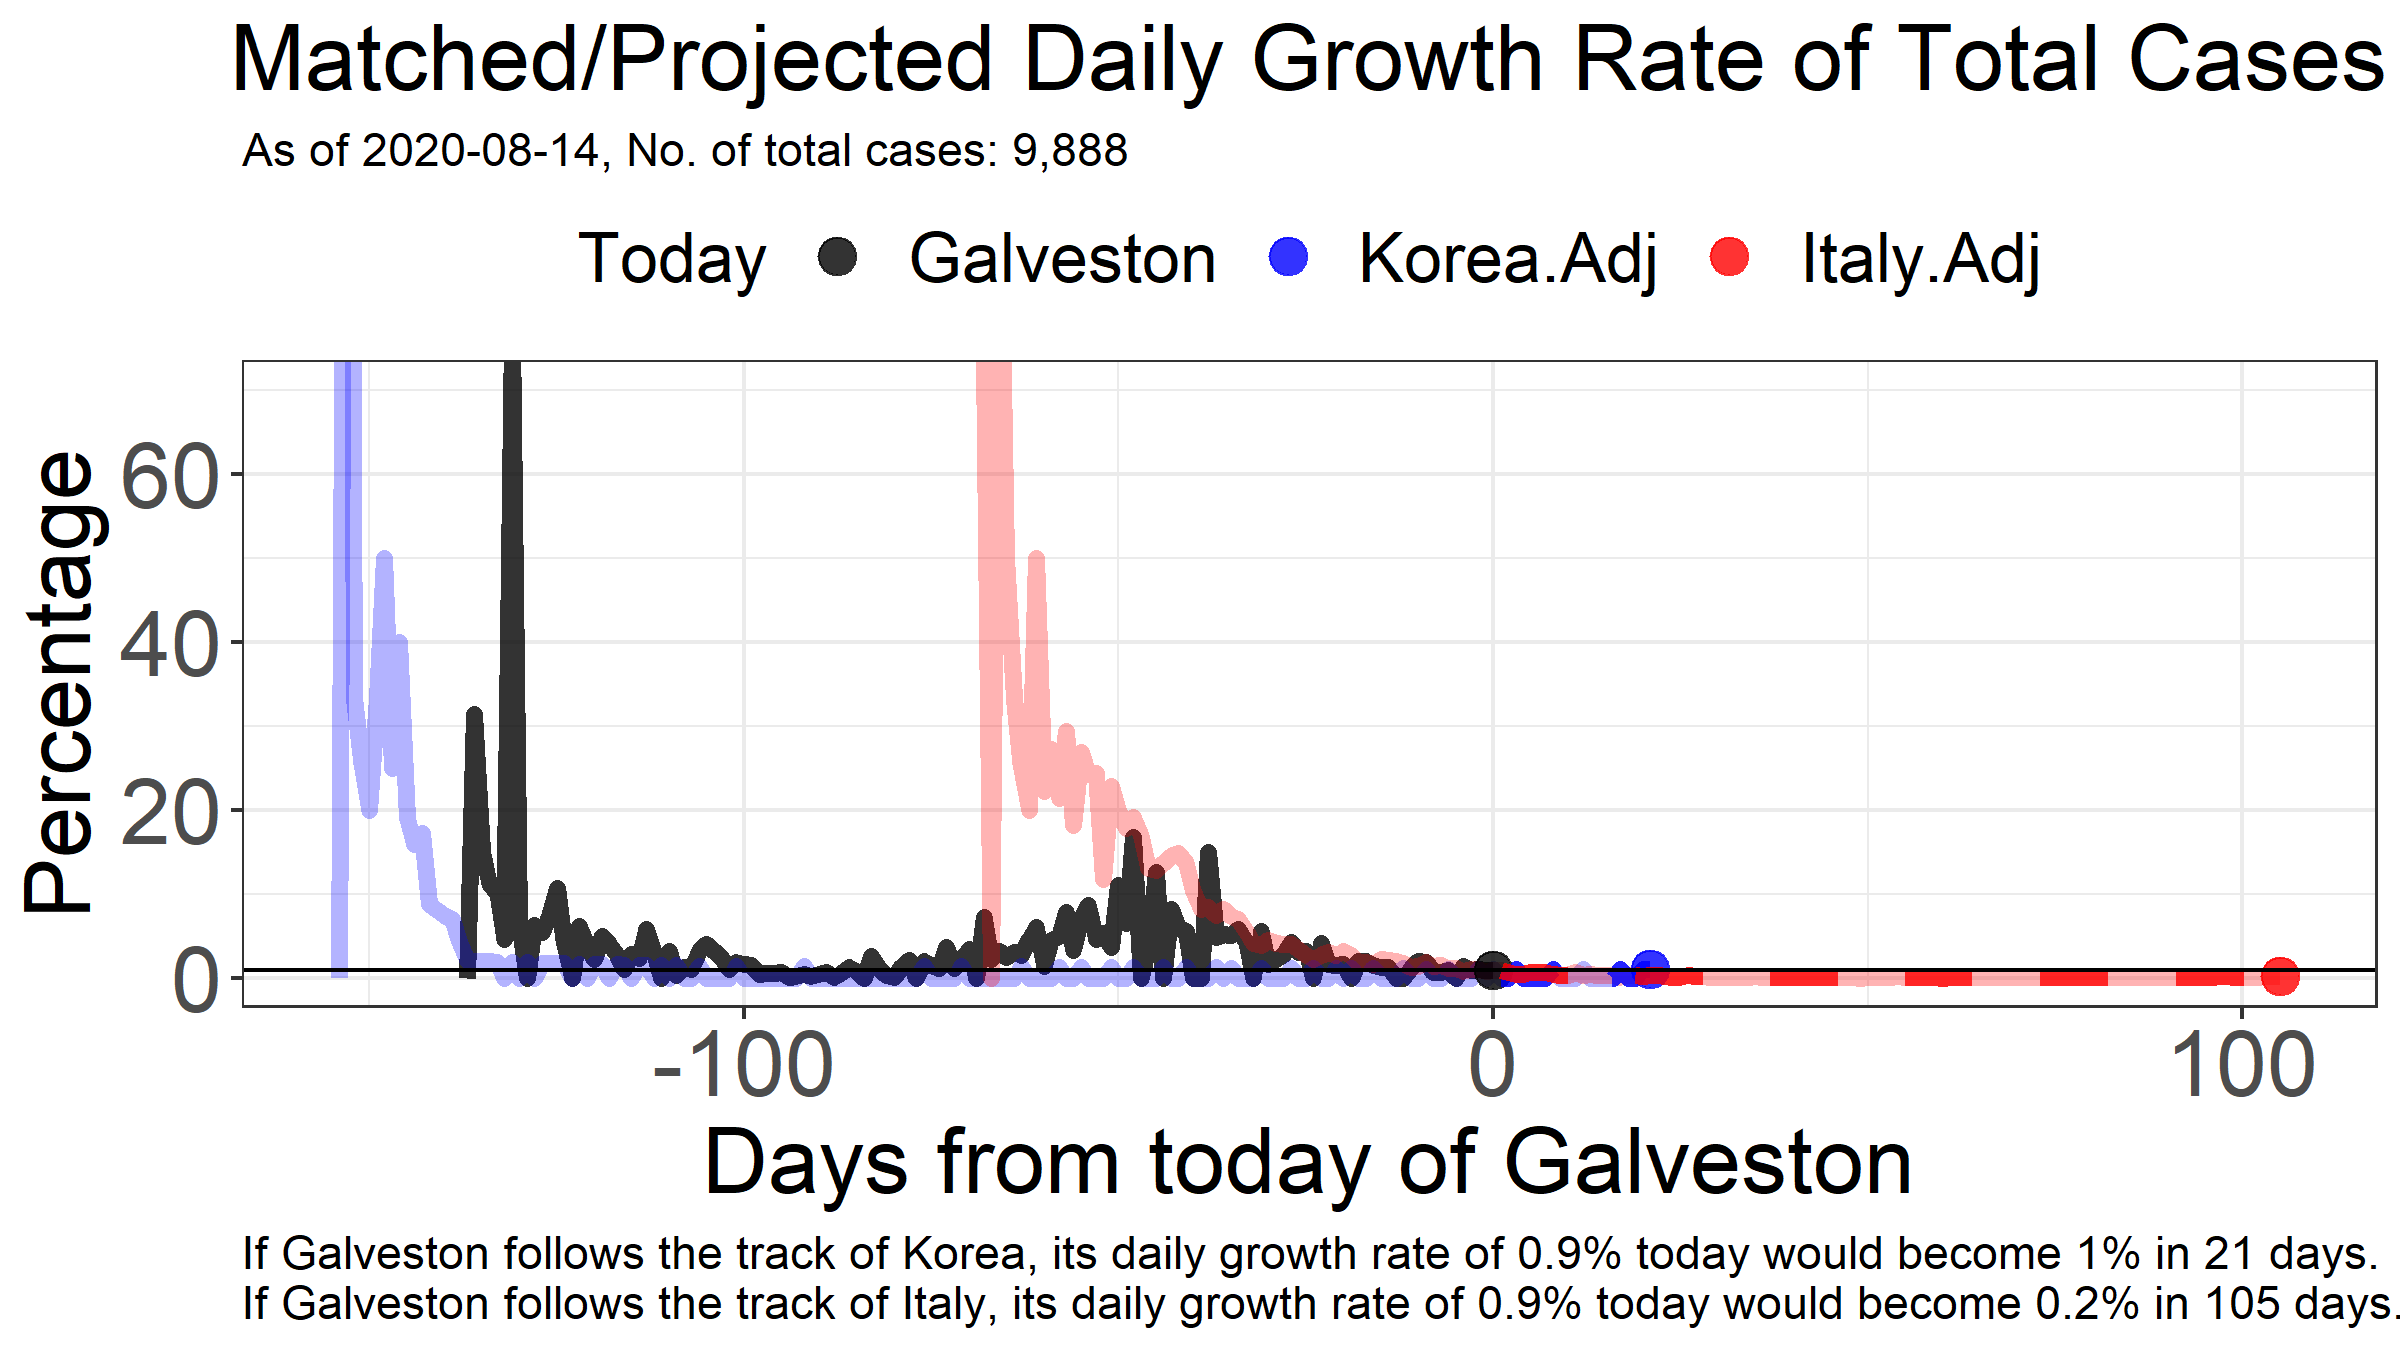 Matched/Projected Daily Growth Rate of Total Cases
As of 2020-08-14, No. of total cases: 9,888
Today Galveston Korea.Adj Italy.Adj
Percentage
60
40
20
0
-100 0 100
Days from today of Galveston
If Galveston follows the track of Korea, its daily growth rate of 0.9% today would become 1% in 21 days.
If Galveston follows the track of Italy, its daily growth rate of 0.9% today would become 0.2% in 105 days.